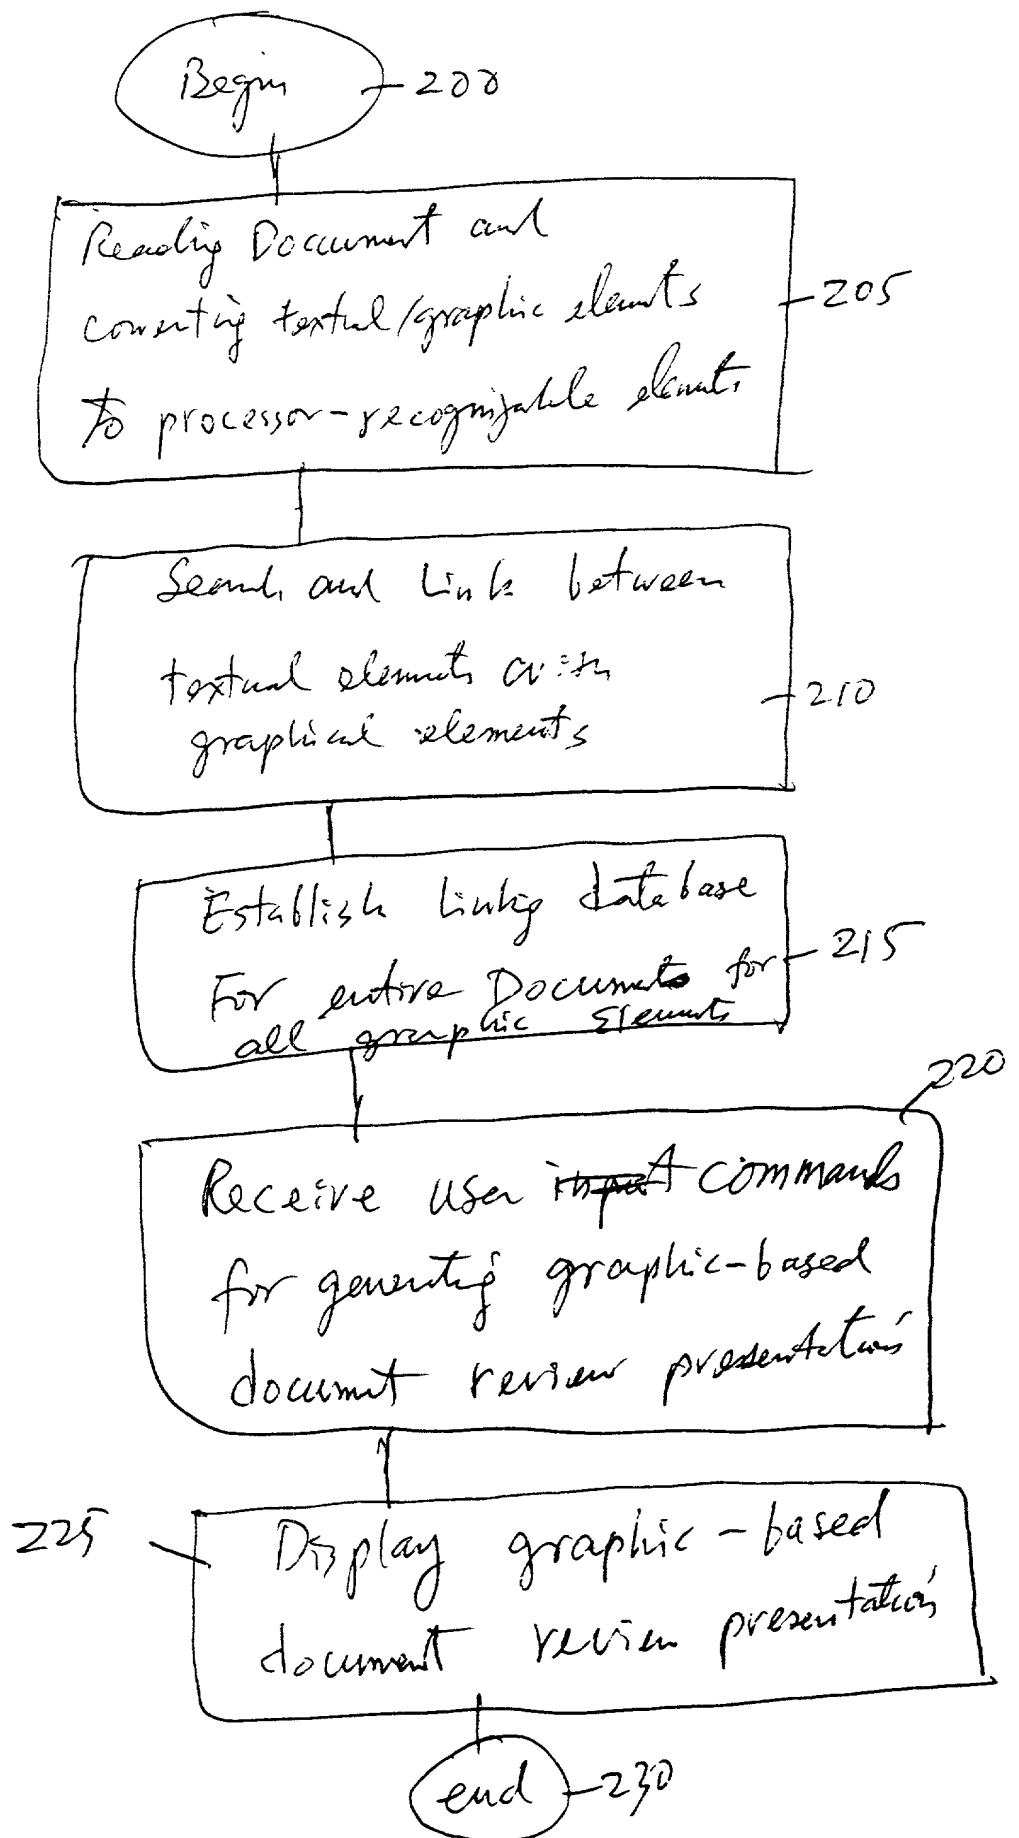 Begin 200
Reading Document and
converting textual/graphic elements 205
to processor-recognizable elements
Search and Link between
textual elements with 210
graphical elements
Establish linkig database
For entire Documents for 215
all graphic Elements
220
Receive user input commands
for generating graphic-based
document review presentations
225 Display graphic-based
document review presentations
end 230